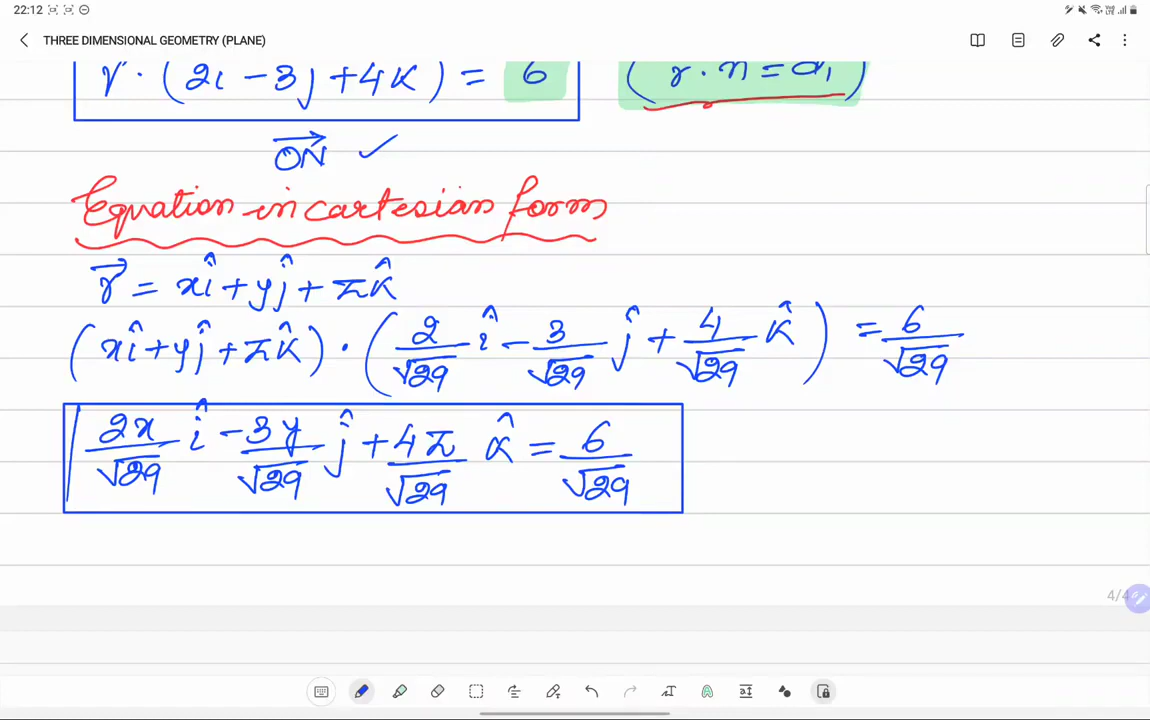 22:12
THREE DIMENSIONAL GEOMETRY (PLANE)
r · (2i − 3j + 4k) = 6 (r · n = d₁)
→ON ✓
Equation in cartesian form
→r = xî + yĵ + zk̂
(xî + yĵ + zk̂) · (2/√29 î − 3/√29 ĵ + 4/√29 k̂) = 6/√29
2x/√29 î − 3y/√29 ĵ + 4z/√29 k̂ = 6/√29
4/4